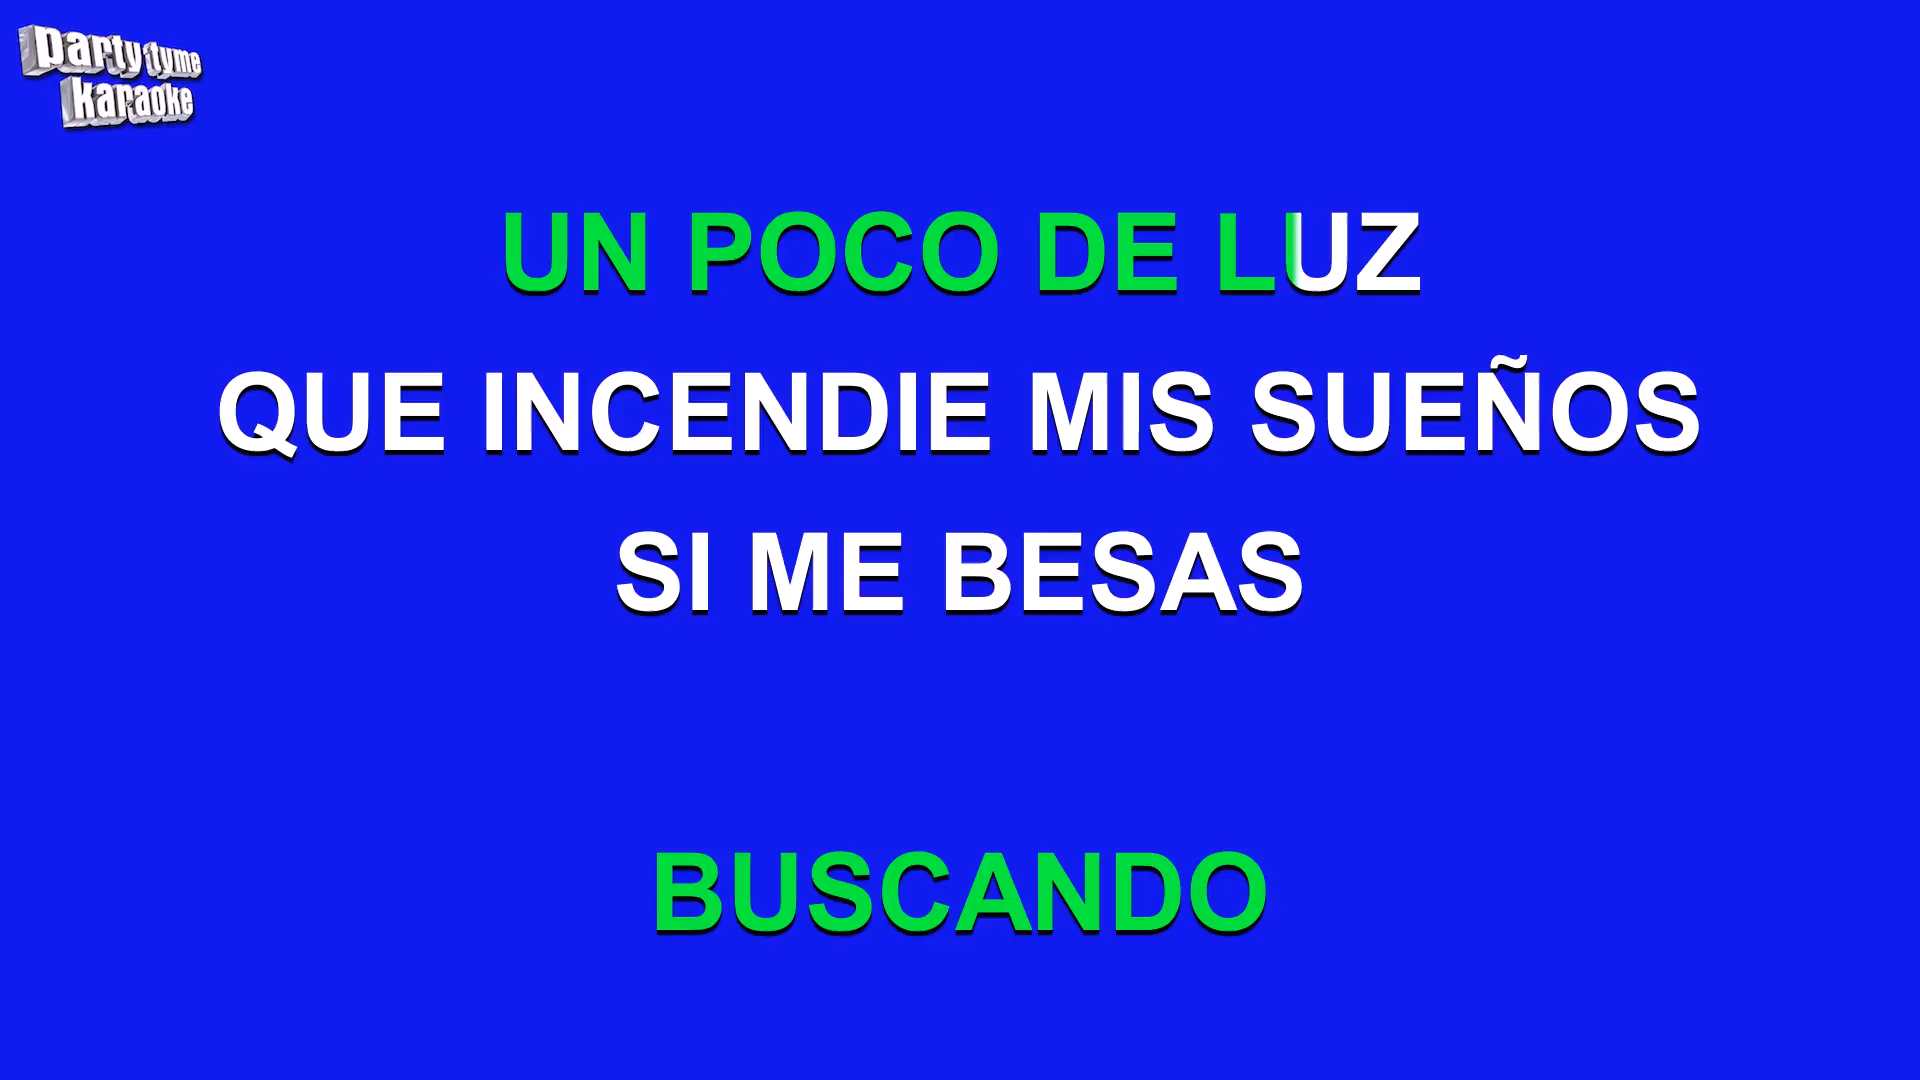 party tyme
karaoke
UN POCO DE LUZ
QUE INCENDIE MIS SUEÑOS
SI ME BESAS
BUSCANDO